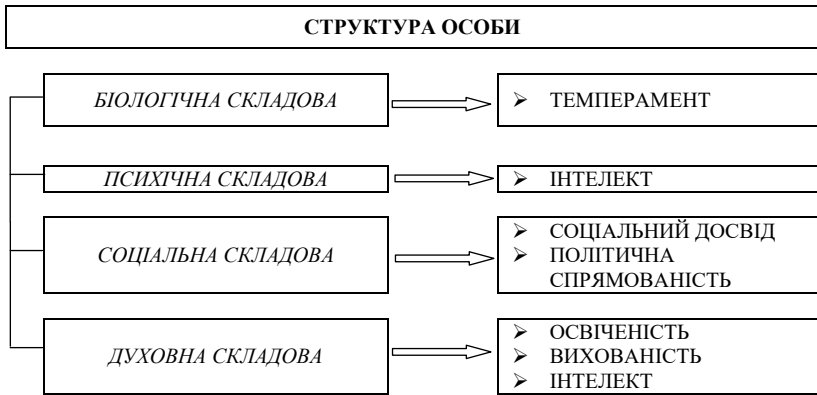 СТРУКТУРА ОСОБИ
БІОЛОГІЧНА СКЛАДОВА
➢ ТЕМПЕРАМЕНТ
ПСИХІЧНА СКЛАДОВА
➢ ІНТЕЛЕКТ
СОЦІАЛЬНА СКЛАДОВА
➢ СОЦІАЛЬНИЙ ДОСВІД
➢ ПОЛІТИЧНА
СПРЯМОВАНІСТЬ
ДУХОВНА СКЛАДОВА
➢ ОСВІЧЕНІСТЬ
➢ ВИХОВАНІСТЬ
➢ ІНТЕЛЕКТ